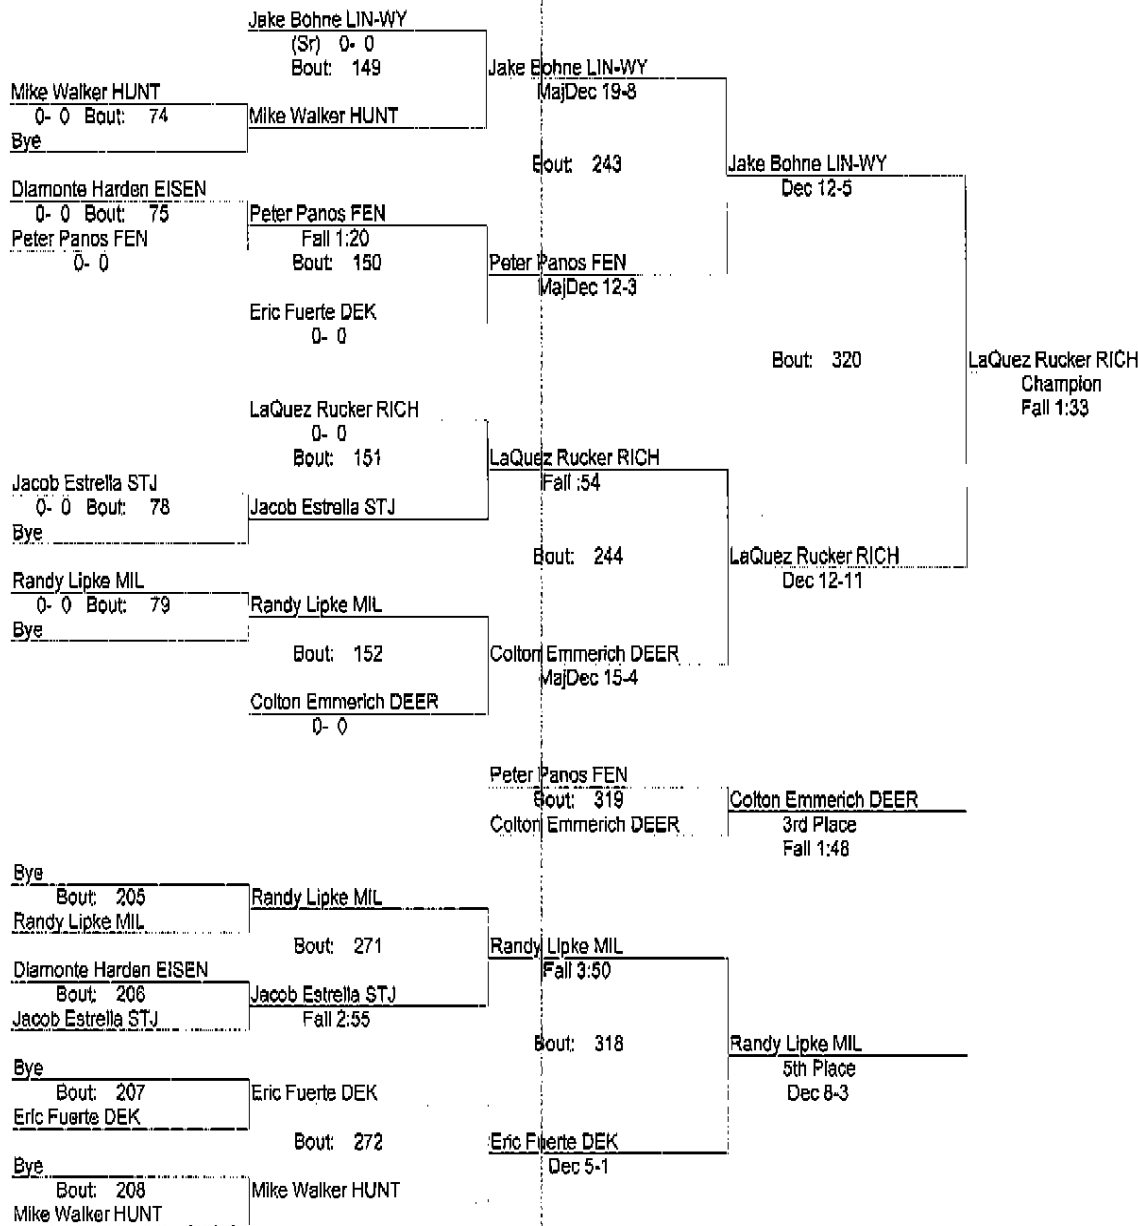 Jake Bohne LIN-WY
(Sr) 0- 0
Bout: 149
Jake Bohne LIN-WY
MajDec 19-8
Mike Walker HUNT
0- 0 Bout: 74
Mike Walker HUNT
Bye
Bout: 243
Jake Bohne LIN-WY
Dec 12-5
Diamonte Harden EISEN
0- 0 Bout: 75
Peter Panos FEN
Fall 1:20
Peter Panos FEN
0- 0
Bout: 150
Peter Panos FEN
MajDec 12-3
Eric Fuerte DEK
0- 0
Bout: 320
LaQuez Rucker RICH
Champion
Fall 1:33
LaQuez Rucker RICH
0- 0
Bout: 151
LaQuez Rucker RICH
Fall :54
Jacob Estrella STJ
0- 0 Bout: 78
Jacob Estrella STJ
Bye
Bout: 244
LaQuez Rucker RICH
Dec 12-11
Randy Lipke MIL
0- 0 Bout: 79
Randy Lipke MIL
Bye
Bout: 152
Colton Emmerich DEER
MajDec 15-4
Colton Emmerich DEER
0- 0
Peter Panos FEN
Bout: 319
Colton Emmerich DEER
Colton Emmerich DEER
3rd Place
Fall 1:48
Bye
Bout: 205
Randy Lipke MIL
Randy Lipke MIL
Bout: 271
Randy Lipke MIL
Fall 3:50
Diamonte Harden EISEN
Bout: 206
Jacob Estrella STJ
Fall 2:55
Jacob Estrella STJ
Bout: 318
Randy Lipke MIL
5th Place
Dec 8-3
Bye
Bout: 207
Eric Fuerte DEK
Eric Fuerte DEK
Bout: 272
Eric Fuerte DEK
Dec 5-1
Bye
Bout: 208
Mike Walker HUNT
Mike Walker HUNT